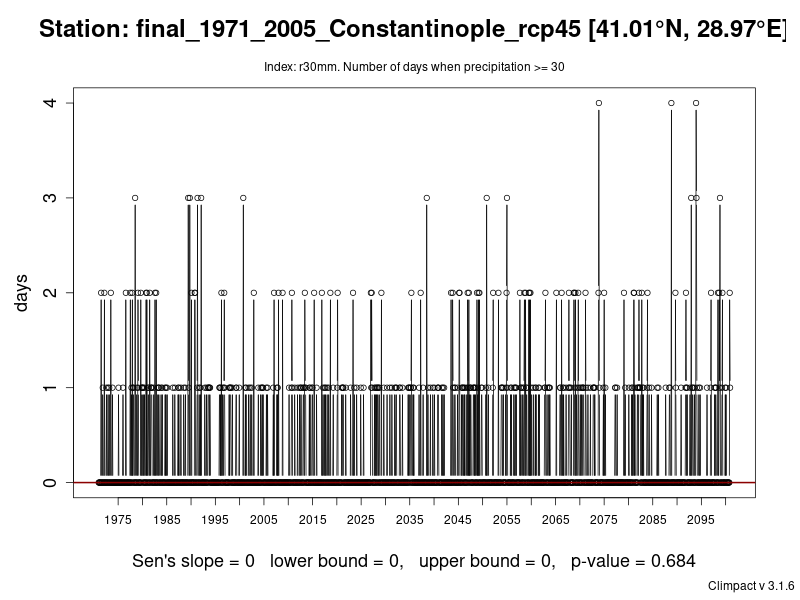 Station: final_1971_2005_Constantinople_rcp45 [41.01°N, 28.97°E]
Index: r30mm. Number of days when precipitation >= 30
days
4
3
2
1
0
1975 1985 1995 2005 2015 2025 2035 2045 2055 2065 2075 2085 2095
Sen's slope = 0 lower bound = 0, upper bound = 0, p-value = 0.684
Climpact v 3.1.6